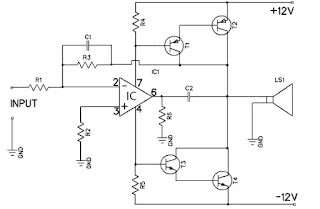 +12V
R4
T2
C1
T1
R3
IC1
R1
2
7
C2
LS1
IC
6
INPUT
3
4
R6
R2
GND
GND
GND
GND
T3
R5
T4
-12V